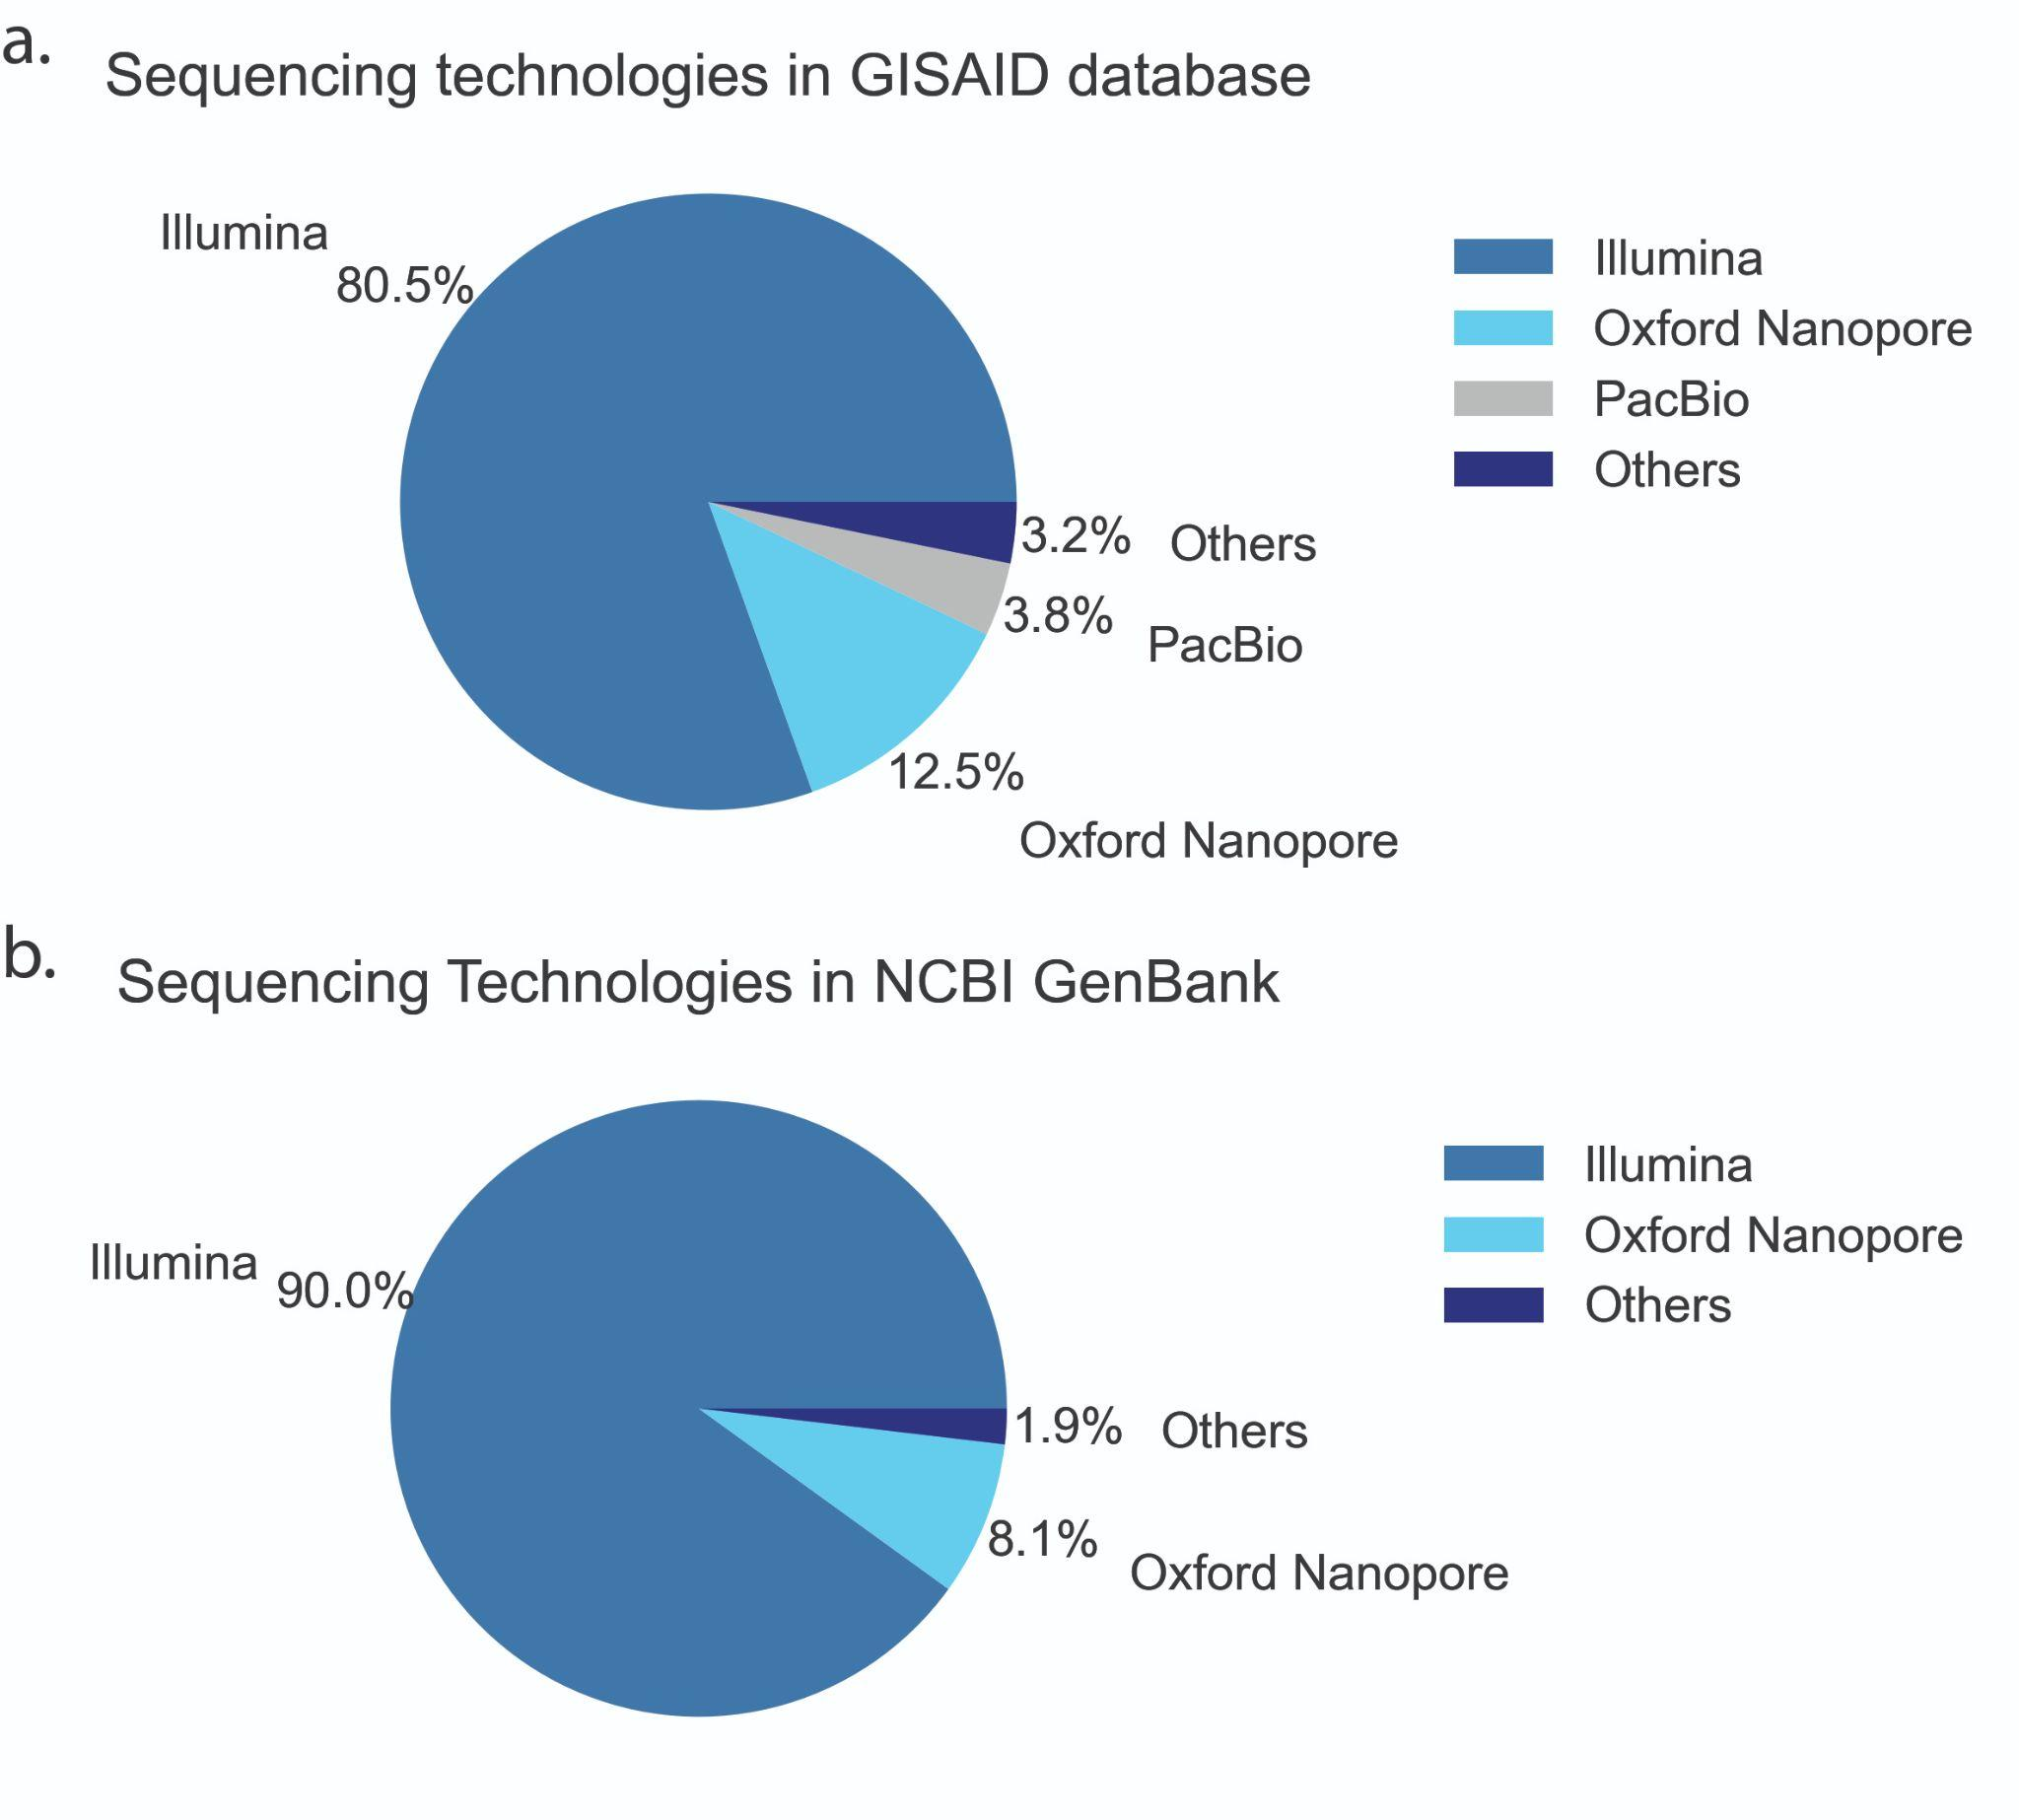 a.
Sequencing technologies in GISAID database
Illumina
80.5%
Illumina
Oxford Nanopore
PacBio
Others
3.2% Others
3.8%
PacBio
12.5%
Oxford Nanopore
b.
Sequencing Technologies in NCBI GenBank
Illumina 90.0%
Illumina
Oxford Nanopore
Others
1.9% Others
8.1%
Oxford Nanopore